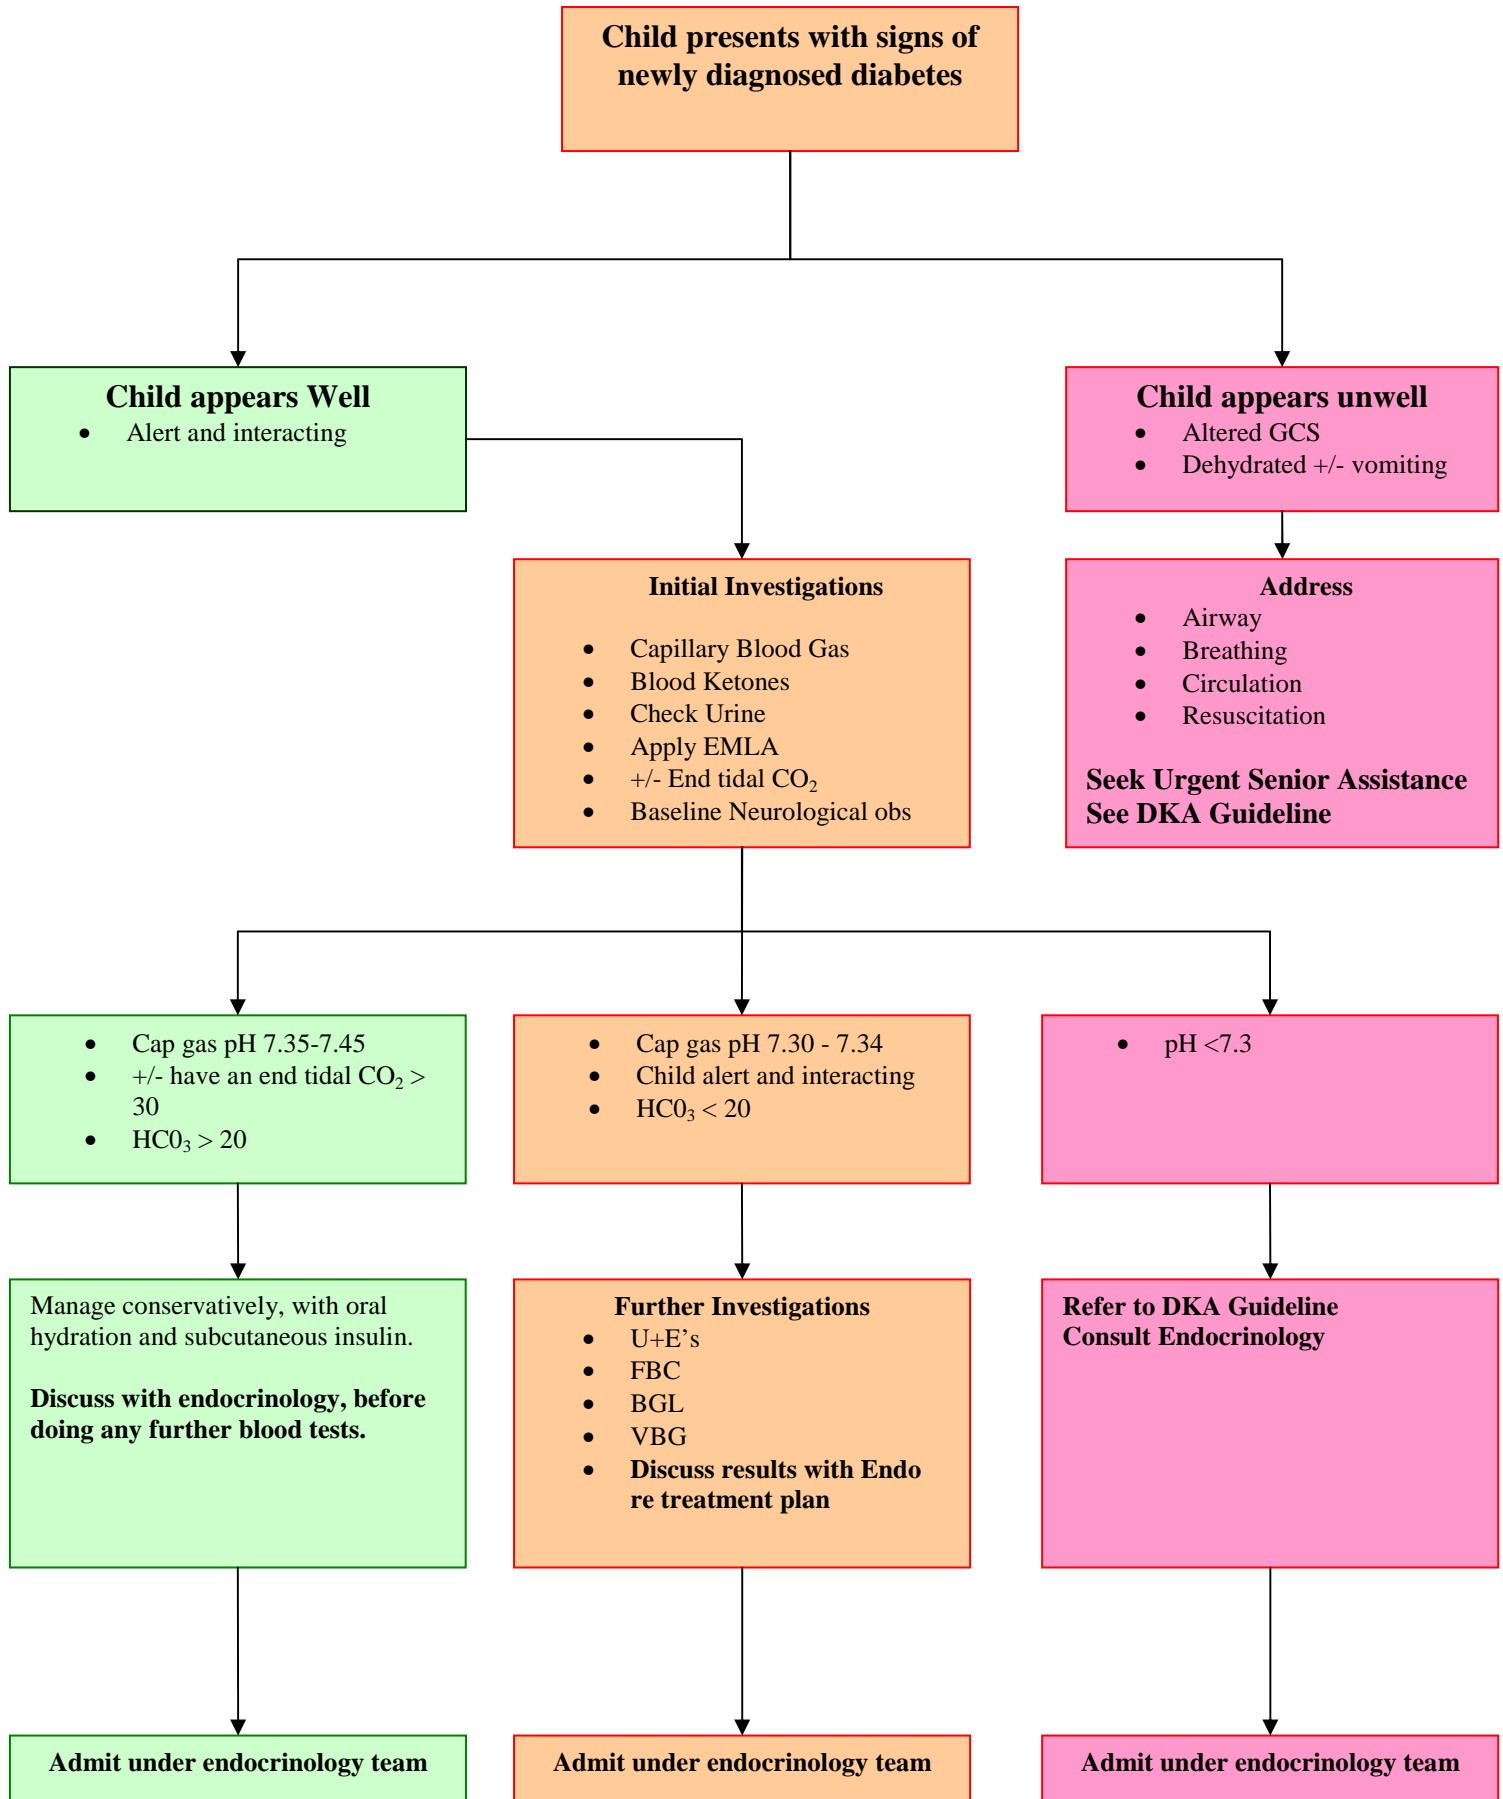 Child presents with signs of
newly diagnosed diabetes
Child appears Well
• Alert and interacting
Child appears unwell
• Altered GCS
• Dehydrated +/- vomiting
Initial Investigations
• Capillary Blood Gas
• Blood Ketones
• Check Urine
• Apply EMLA
• +/- End tidal CO₂
• Baseline Neurological obs
Address
• Airway
• Breathing
• Circulation
• Resuscitation
Seek Urgent Senior Assistance
See DKA Guideline
• Cap gas pH 7.35-7.45
• +/- have an end tidal CO₂ >
30
• HC0₃ > 20
• Cap gas pH 7.30 - 7.34
• Child alert and interacting
• HC0₃ < 20
• pH <7.3
Manage conservatively, with oral
hydration and subcutaneous insulin.
Discuss with endocrinology, before
doing any further blood tests.
Further Investigations
• U+E’s
• FBC
• BGL
• VBG
• Discuss results with Endo
re treatment plan
Refer to DKA Guideline
Consult Endocrinology
Admit under endocrinology team
Admit under endocrinology team
Admit under endocrinology team